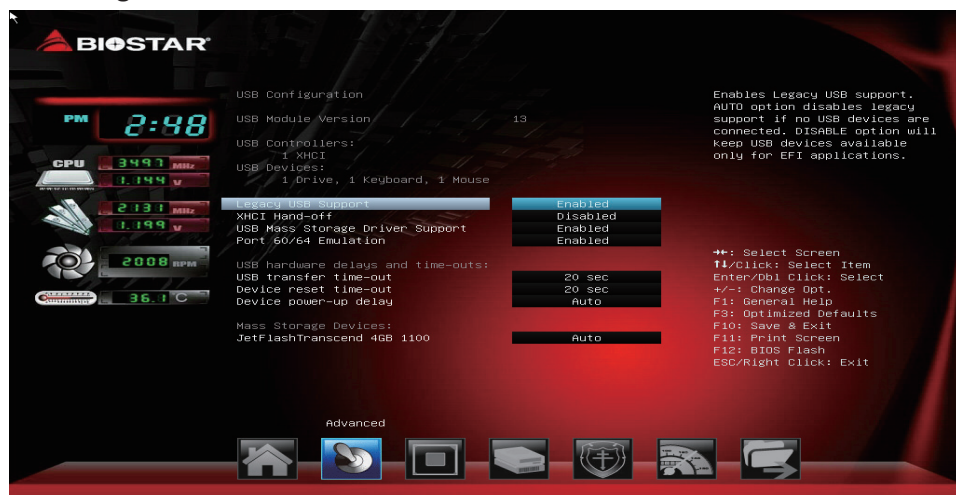 BIOSTAR
PM 2:48
CPU 3497 MHz
1.144 V
2131 MHz
1.199 V
2008 RPM
36.1 C
USB Configuration
USB Module Version 13
USB Controllers:
1 XHCI
USB Devices:
1 Drive, 1 Keyboard, 1 Mouse
Legacy USB Support Enabled
XHCI Hand-off Disabled
USB Mass Storage Driver Support Enabled
Port 60/64 Emulation Enabled
USB hardware delays and time-outs:
USB transfer time-out 20 sec
Device reset time-out 20 sec
Device power-up delay Auto
Mass Storage Devices:
JetFlashTranscend 4GB 1100 Auto
Enables Legacy USB support.
AUTO option disables legacy
support if no USB devices are
connected. DISABLE option will
keep USB devices available
only for EFI applications.
→←: Select Screen
↑↓/Click: Select Item
Enter/Dbl Click: Select
+/-: Change Opt.
F1: General Help
F3: Optimized Defaults
F10: Save & Exit
F11: Print Screen
F12: BIOS Flash
ESC/Right Click: Exit
Advanced